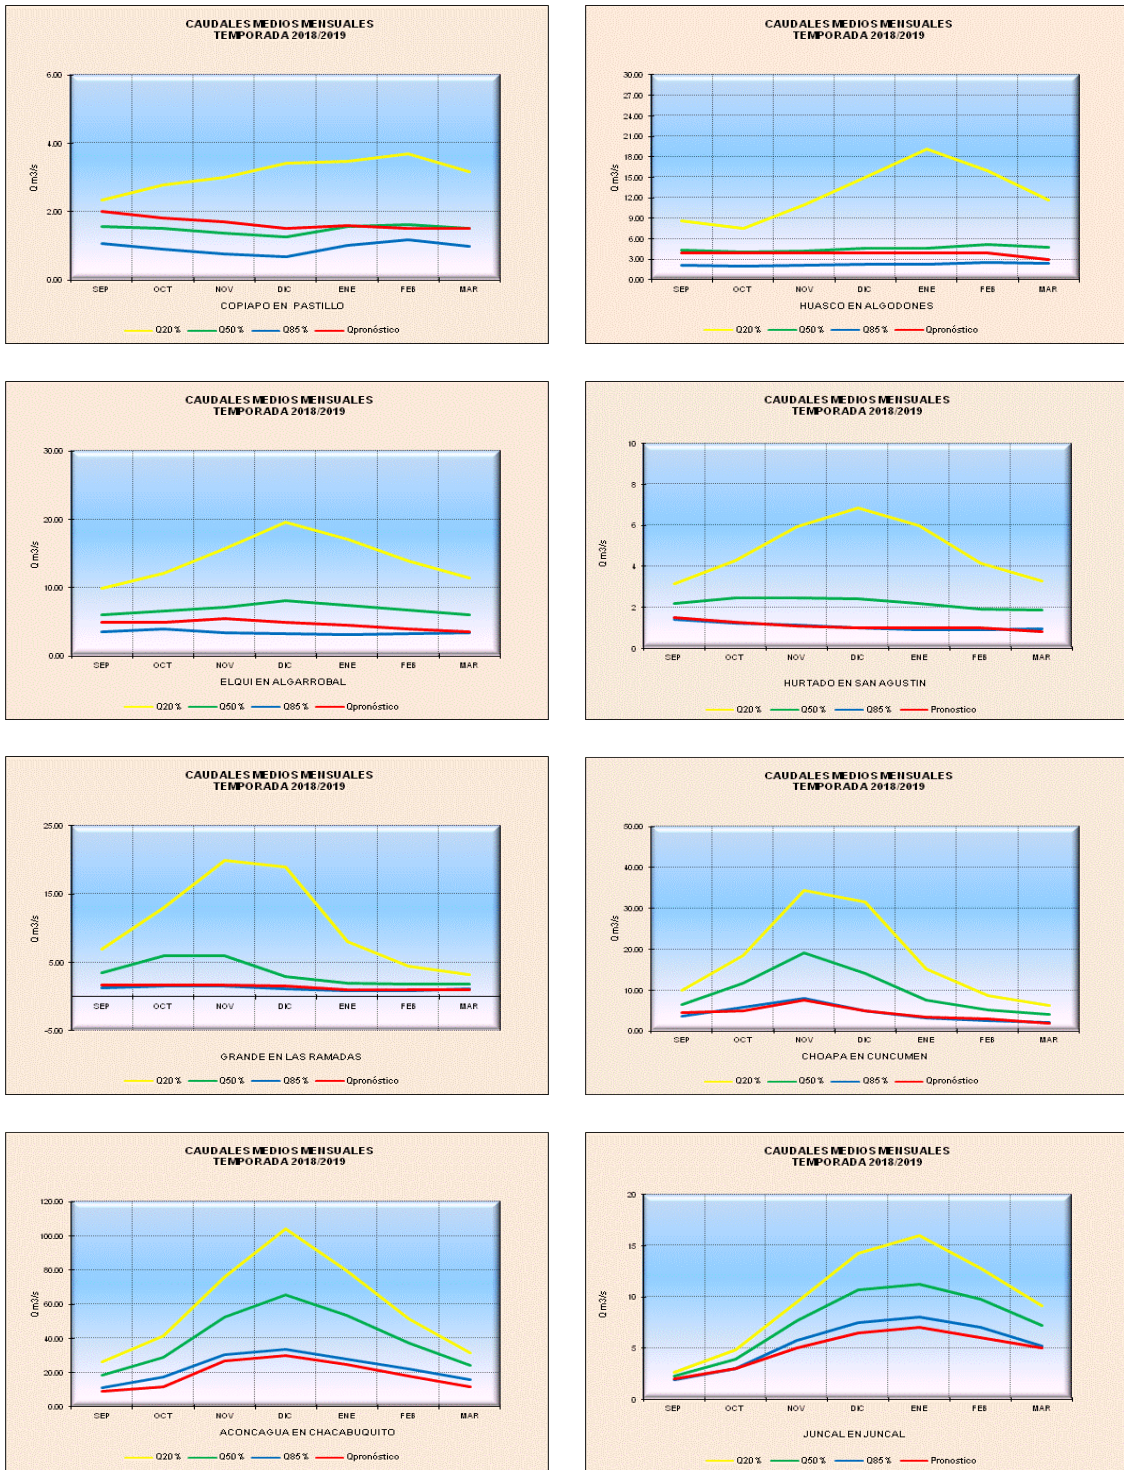 CAUDALES MEDIOS MENSUALES
TEMPORADA 2018/2019
6.00
4.00
2.00
0.00
Q m3/s
SEP OCT NOV DIC ENE FEB MAR
COPIAPO EN PASTILLO
Q20% Q50% Q85% Qpronóstico
CAUDALES MEDIOS MENSUALES
TEMPORADA 2018/2019
30.00
27.00
24.00
21.00
18.00
15.00
12.00
9.00
6.00
3.00
0.00
Q m3/s
SEP OCT NOV DIC ENE FEB MAR
HUASCO EN ALGODONES
Q20% Q50% Q85% Qpronóstico
CAUDALES MEDIOS MENSUALES
TEMPORADA 2018/2019
30.00
20.00
10.00
0.00
Q m3/s
SEP OCT NOV DIC ENE FEB MAR
ELQUI EN ALGARROBAL
Q20% Q50% Q85% Qpronóstico
CAUDALES MEDIOS MENSUALES
TEMPORADA 2018/2019
10
8
6
4
2
0
Q m3/s
SEP OCT NOV DIC ENE FEB MAR
HURTADO EN SAN AGUSTIN
Q20% Q50% Q85% Pronostico
CAUDALES MEDIOS MENSUALES
TEMPORADA 2018/2019
25.00
15.00
5.00
-5.00
Q m3/s
SEP OCT NOV DIC ENE FEB MAR
GRANDE EN LAS RAMADAS
Q20% Q50% Q85% Qpronóstico
CAUDALES MEDIOS MENSUALES
TEMPORADA 2018/2019
50.00
40.00
30.00
20.00
10.00
0.00
Q m3/s
SEP OCT NOV DIC ENE FEB MAR
CHOAPA EN CUNCUMEN
Q20% Q50% Q85% Qpronóstico
CAUDALES MEDIOS MENSUALES
TEMPORADA 2018/2019
120.00
100.00
80.00
60.00
40.00
20.00
0.00
Q m3/s
SEP OCT NOV DIC ENE FEB MAR
ACONCAGUA EN CHACABUQUITO
Q20% Q50% Q85% Qpronóstico
CAUDALES MEDIOS MENSUALES
TEMPORADA 2018/2019
20
15
10
5
0
Q m3/s
SEP OCT NOV DIC ENE FEB MAR
JUNCAL EN JUNCAL
Q20% Q50% Q85% Pronostico